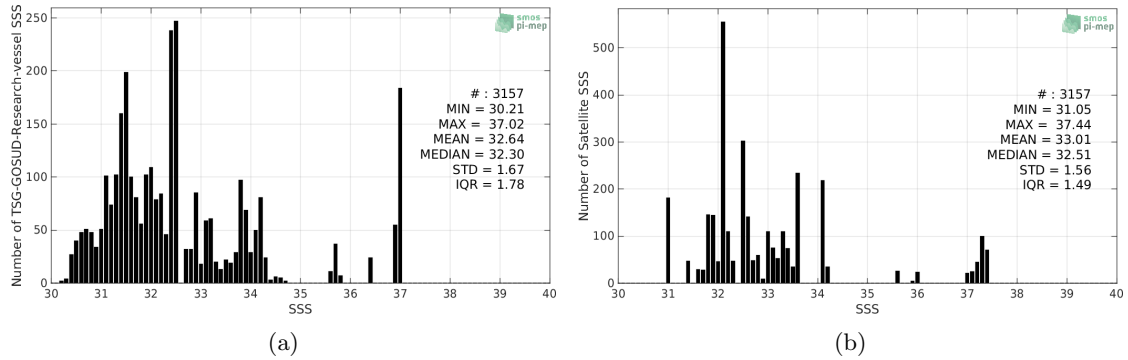 smos
pi-mep
Number of TSG-GOSUD-Research-vessel SSS
250
200
150
100
50
0
# : 3157
MIN = 30.21
MAX = 37.02
MEAN = 32.64
MEDIAN = 32.30
STD = 1.67
IQR = 1.78
30 31 32 33 34 35 36 37 38 39 40
SSS
(a)
smos
pi-mep
Number of Satellite SSS
500
400
300
200
100
0
# : 3157
MIN = 31.05
MAX = 37.44
MEAN = 33.01
MEDIAN = 32.51
STD = 1.56
IQR = 1.49
30 31 32 33 34 35 36 37 38 39 40
SSS
(b)